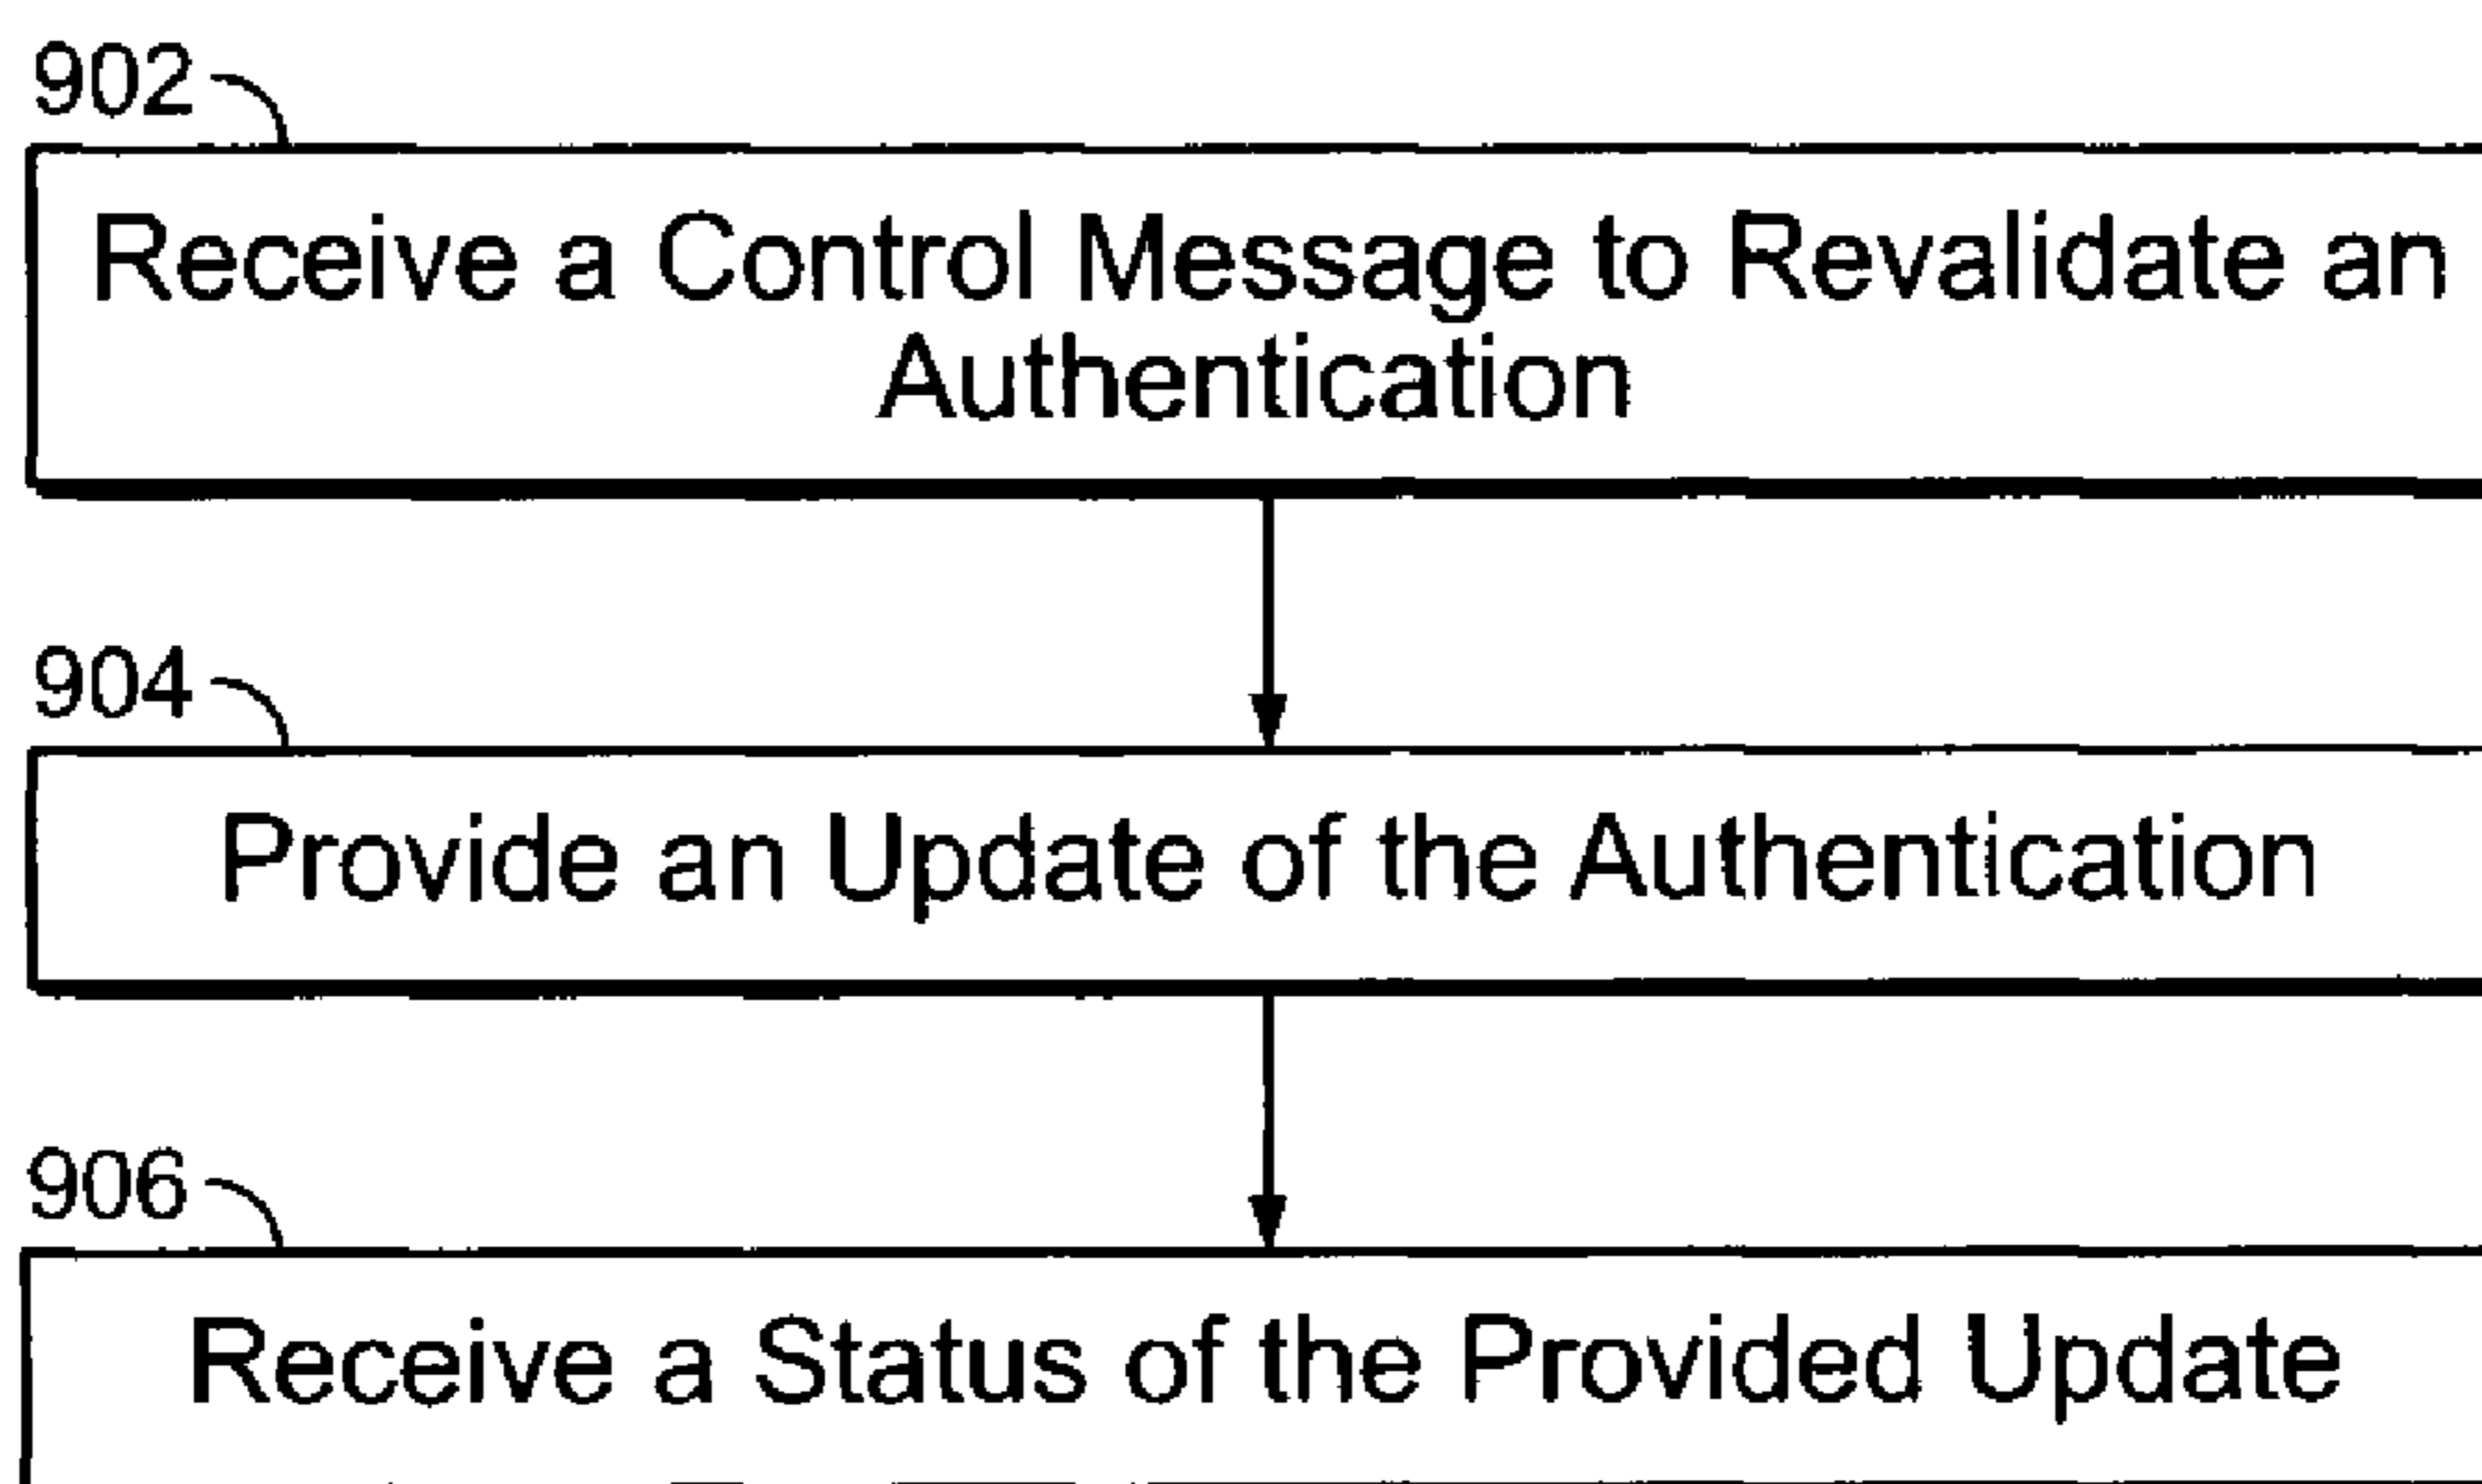 902
Receive a Control Message to Revalidate an
Authentication
904
Provide an Update of the Authentication
906
Receive a Status of the Provided Update